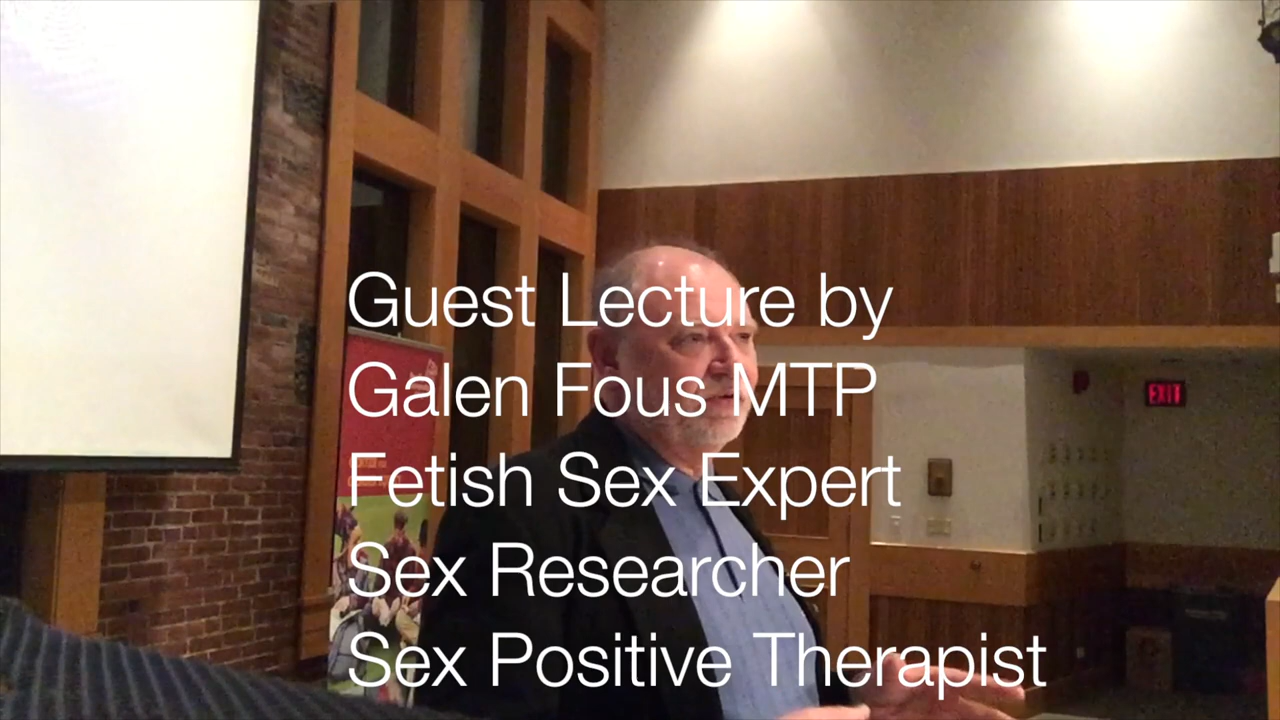 Guest Lecture by
Galen Fous MTP
Fetish Sex Expert
Sex Researcher
Sex Positive Therapist
EXIT